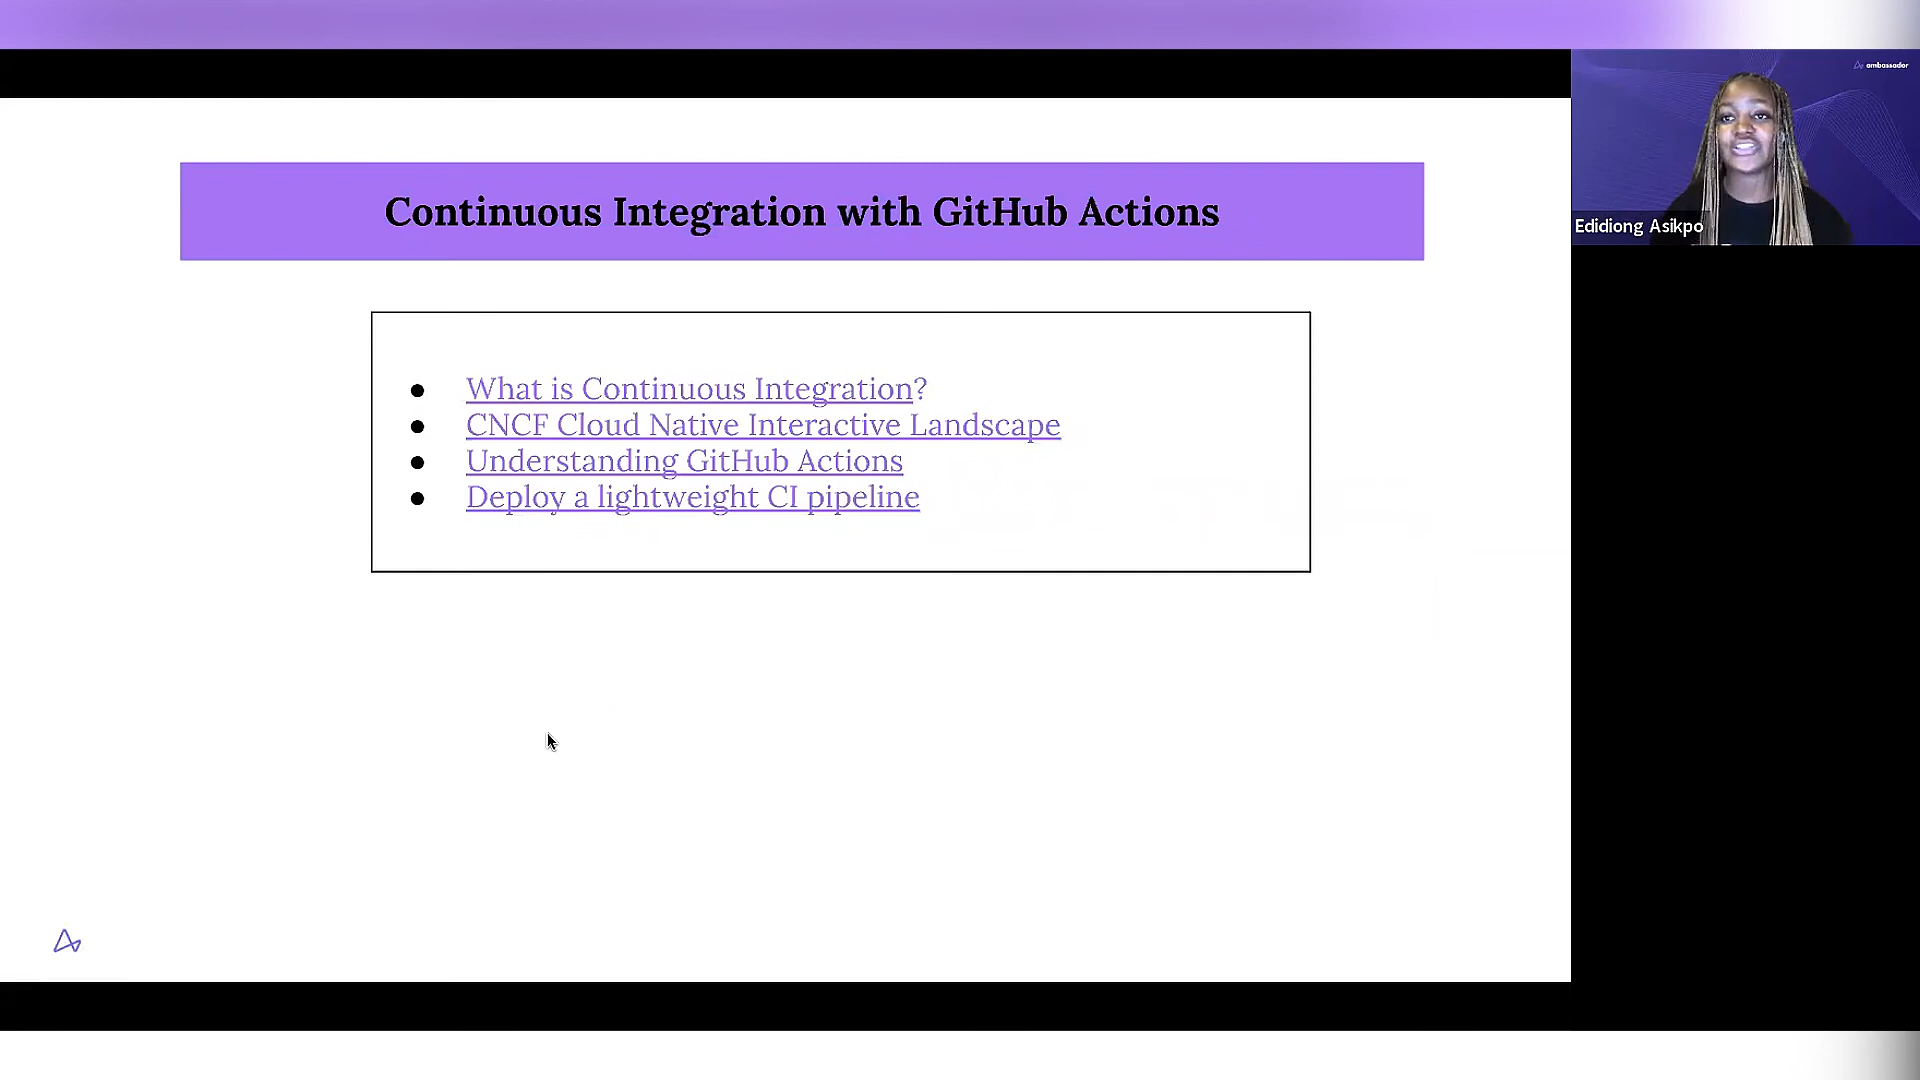 ambassador
Continuous Integration with GitHub Actions
Edidiong Asikpo
What is Continuous Integration?
CNCF Cloud Native Interactive Landscape
Understanding GitHub Actions
Deploy a lightweight CI pipeline